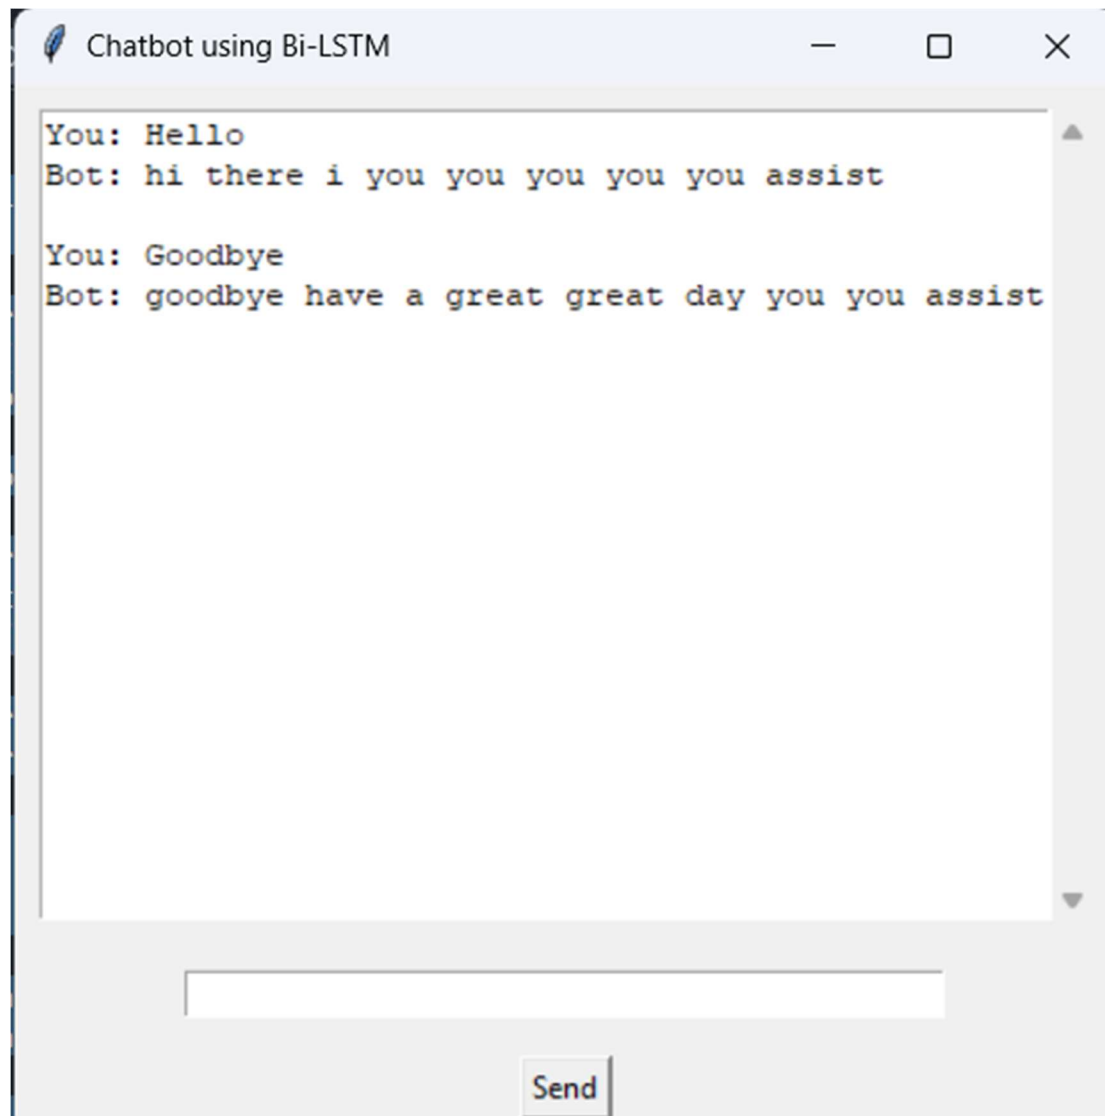 Chatbot using Bi-LSTM
You: Hello
Bot: hi there i you you you you you assist
You: Goodbye
Bot: goodbye have a great great day you you assist
Send